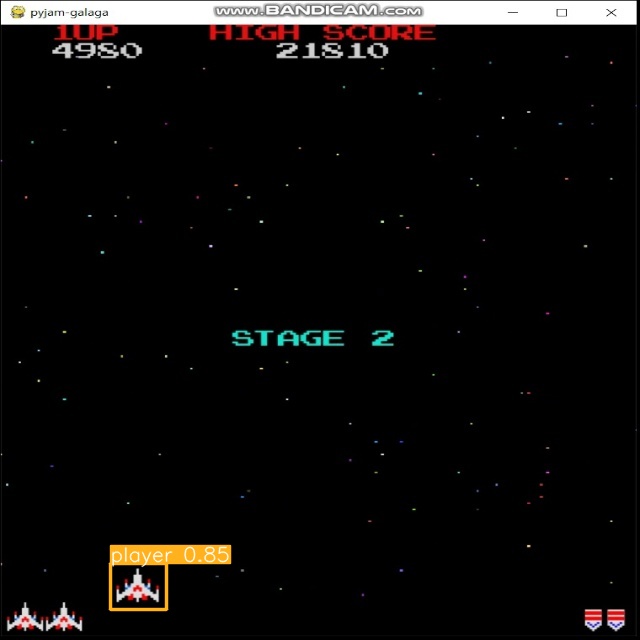 pyjam-galaga
www.BANDICAM.com
1UP HIGH SCORE
4980 21810
STAGE 2
player 0.85